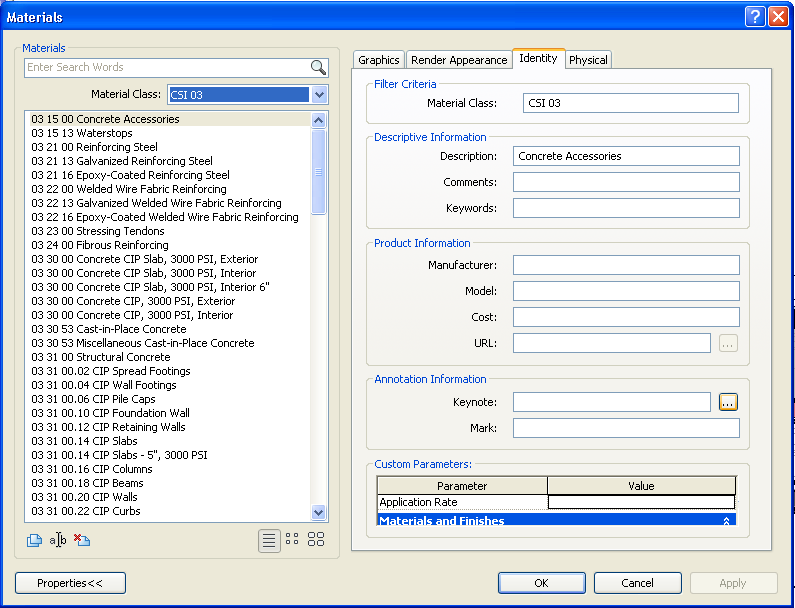 Materials
Materials
Enter Search Words
Material Class: CSI 03
03 15 00 Concrete Accessories
03 15 13 Waterstops
03 21 00 Reinforcing Steel
03 21 13 Galvanized Reinforcing Steel
03 21 16 Epoxy-Coated Reinforcing Steel
03 22 00 Welded Wire Fabric Reinforcing
03 22 13 Galvanized Welded Wire Fabric Reinforcing
03 22 16 Epoxy-Coated Welded Wire Fabric Reinforcing
03 23 00 Stressing Tendons
03 24 00 Fibrous Reinforcing
03 30 00 Concrete CIP Slab, 3000 PSI, Exterior
03 30 00 Concrete CIP Slab, 3000 PSI, Interior
03 30 00 Concrete CIP Slab, 3000 PSI, Interior 6"
03 30 00 Concrete CIP, 3000 PSI, Exterior
03 30 00 Concrete CIP, 3000 PSI, Interior
03 30 53 Cast-in-Place Concrete
03 30 53 Miscellaneous Cast-in-Place Concrete
03 31 00 Structural Concrete
03 31 00.02 CIP Spread Footings
03 31 00.04 CIP Wall Footings
03 31 00.06 CIP Pile Caps
03 31 00.10 CIP Foundation Wall
03 31 00.12 CIP Retaining Walls
03 31 00.14 CIP Slabs
03 31 00.14 CIP Slabs - 5", 3000 PSI
03 31 00.16 CIP Columns
03 31 00.18 CIP Beams
03 31 00.20 CIP Walls
03 31 00.22 CIP Curbs
Properties<<
Graphics Render Appearance Identity Physical
Filter Criteria
Material Class: CSI 03
Descriptive Information
Description: Concrete Accessories
Comments:
Keywords:
Product Information
Manufacturer:
Model:
Cost:
URL: ...
Annotation Information
Keynote: ...
Mark:
Custom Parameters:
Parameter Value
Application Rate
Materials and Finishes
OK Cancel Apply